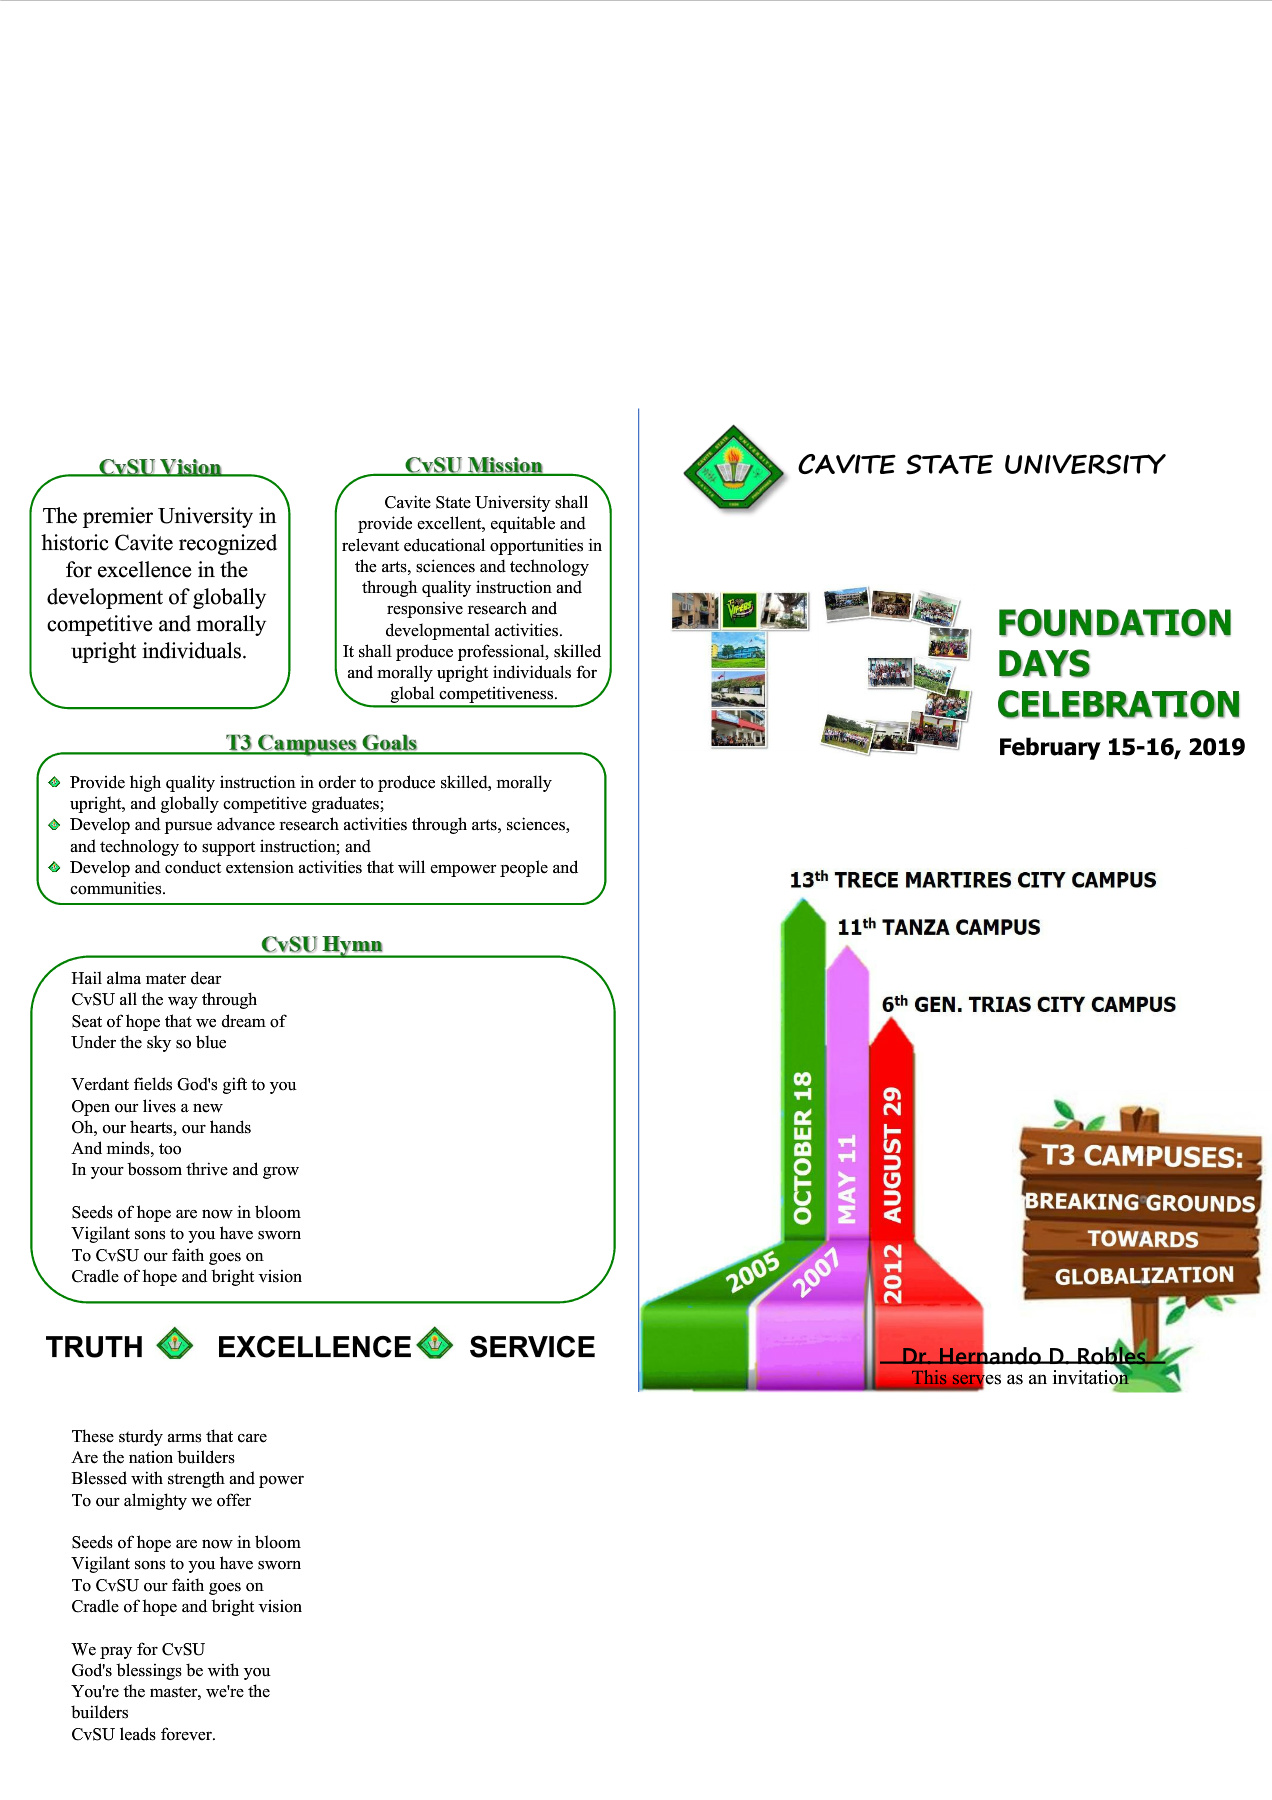 CvSU Vision
The premier University in
historic Cavite recognized
for excellence in the
development of globally
competitive and morally
upright individuals.
CvSU Mission
Cavite State University shall
provide excellent, equitable and
relevant educational opportunities in
the arts, sciences and technology
through quality instruction and
responsive research and
developmental activities.
It shall produce professional, skilled
and morally upright individuals for
global competitiveness.
T3 Campuses Goals
Provide high quality instruction in order to produce skilled, morally
upright, and globally competitive graduates;
Develop and pursue advance research activities through arts, sciences,
and technology to support instruction; and
Develop and conduct extension activities that will empower people and
communities.
CvSU Hymn
Hail alma mater dear
CvSU all the way through
Seat of hope that we dream of
Under the sky so blue
Verdant fields God's gift to you
Open our lives a new
Oh, our hearts, our hands
And minds, too
In your bossom thrive and grow
Seeds of hope are now in bloom
Vigilant sons to you have sworn
To CvSU our faith goes on
Cradle of hope and bright vision
TRUTH EXCELLENCE SERVICE
These sturdy arms that care
Are the nation builders
Blessed with strength and power
To our almighty we offer
Seeds of hope are now in bloom
Vigilant sons to you have sworn
To CvSU our faith goes on
Cradle of hope and bright vision
We pray for CvSU
God's blessings be with you
You're the master, we're the
builders
CvSU leads forever.
CAVITE STATE UNIVERSITY
CAVITE STATE UNIVERSITY
VIPERS
FOUNDATION
DAYS
CELEBRATION
February 15-16, 2019
13th TRECE MARTIRES CITY CAMPUS
11th TANZA CAMPUS
6th GEN. TRIAS CITY CAMPUS
OCTOBER 18
MAY 11
AUGUST 29
2005
2007
2012
T3 CAMPUSES:
BREAKING GROUNDS
TOWARDS
GLOBALIZATION
Dr. Hernando D. Robles
This serves as an invitation